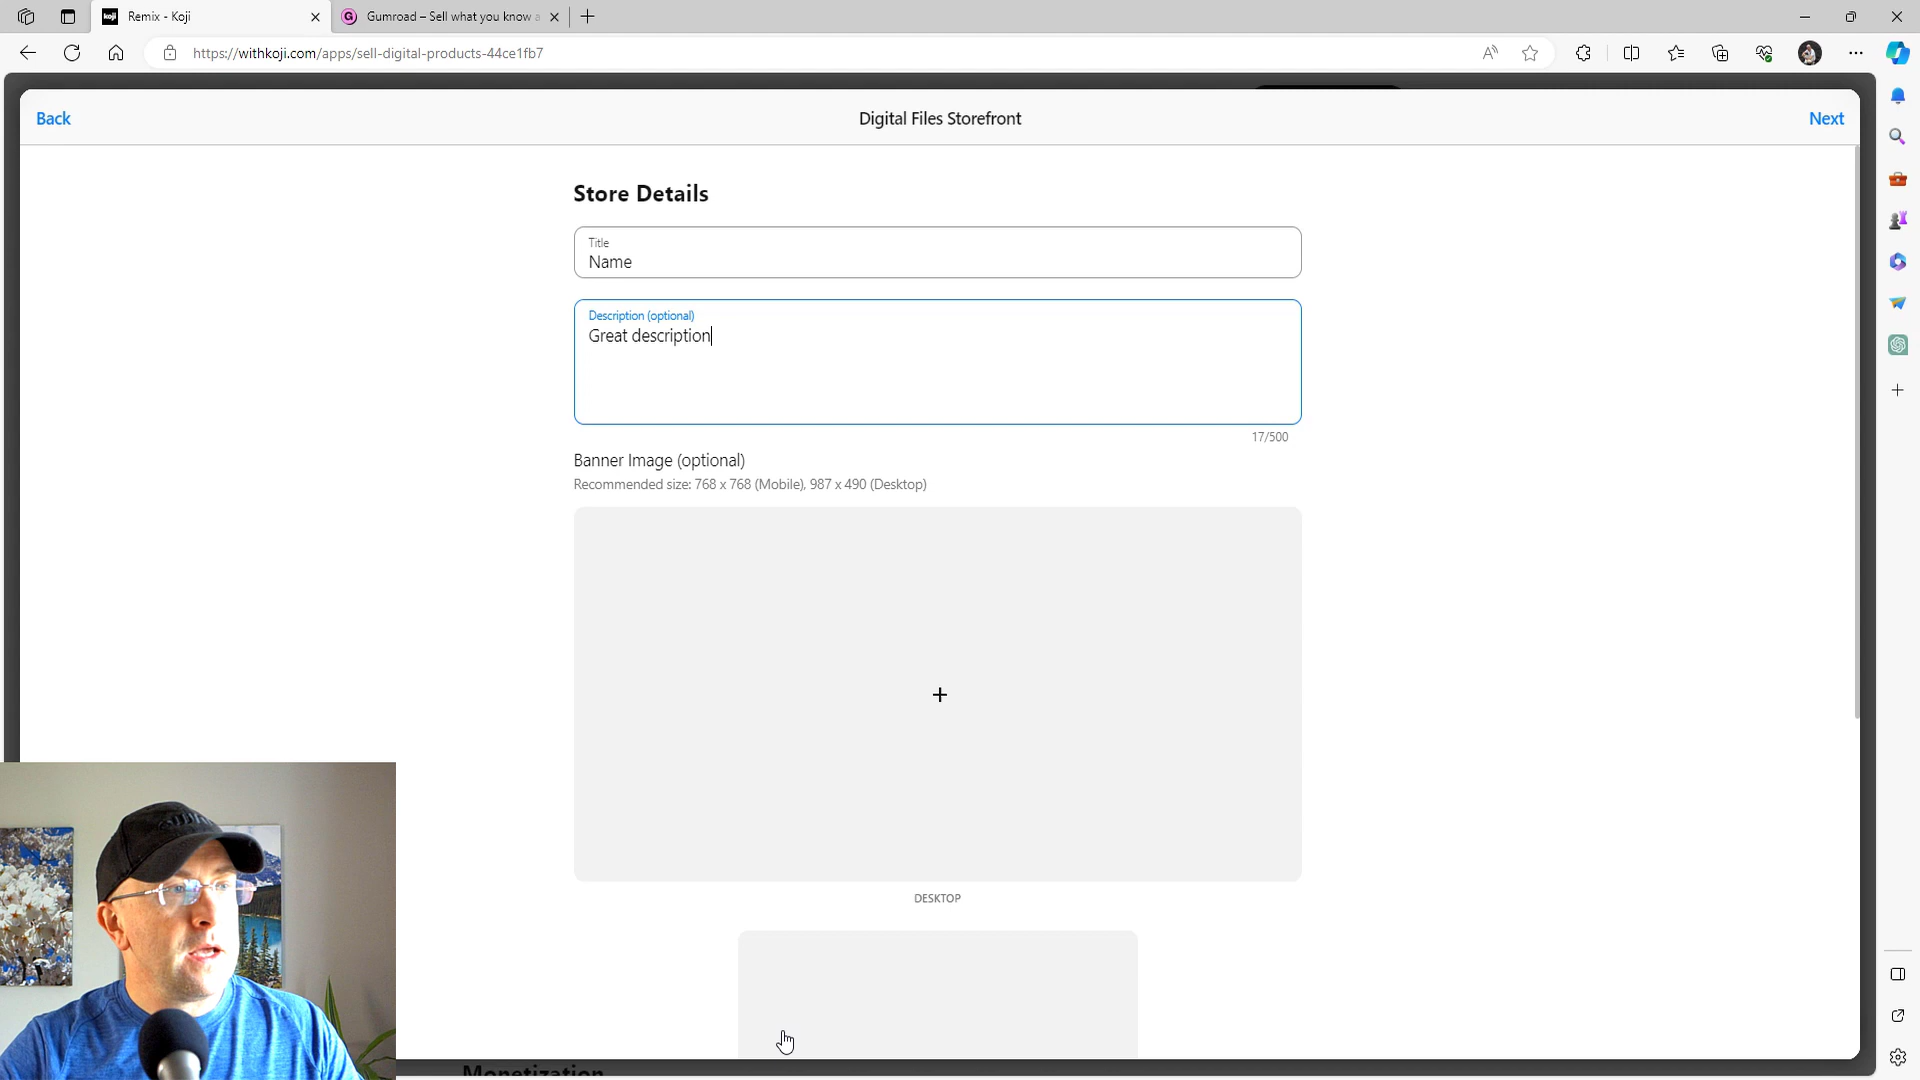 koji Remix - Koji
G Gumroad – Sell what you know a
https://withkoji.com/apps/sell-digital-products-44ce1fb7
Back
Digital Files Storefront
Next
Store Details
Title
Name
Description (optional)
Great description
17/500
Banner Image (optional)
Recommended size: 768 x 768 (Mobile), 987 x 490 (Desktop)
+
DESKTOP
Monetization